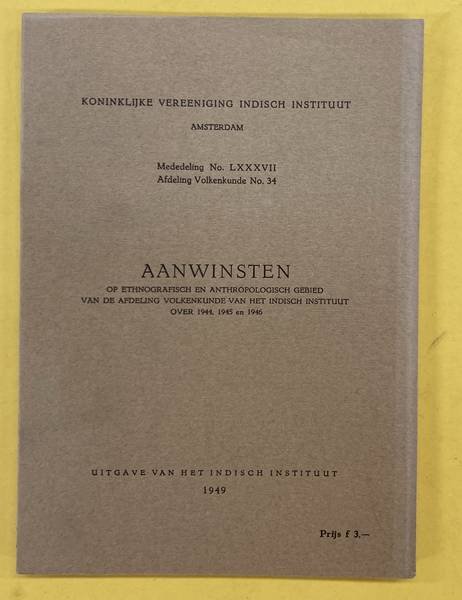 KONINKLIJKE VEREENIGING INDISCH INSTITUUT
AMSTERDAM
Mededeling No. LXXXVII
Afdeling Volkenkunde No. 34
AANWINSTEN
OP ETHNOGRAFISCH EN ANTHROPOLOGISCH GEBIED
VAN DE AFDELING VOLKENKUNDE VAN HET INDISCH INSTITUUT
OVER 1944, 1945 en 1946
UITGAVE VAN HET INDISCH INSTITUUT
1949
Prijs f 3,—